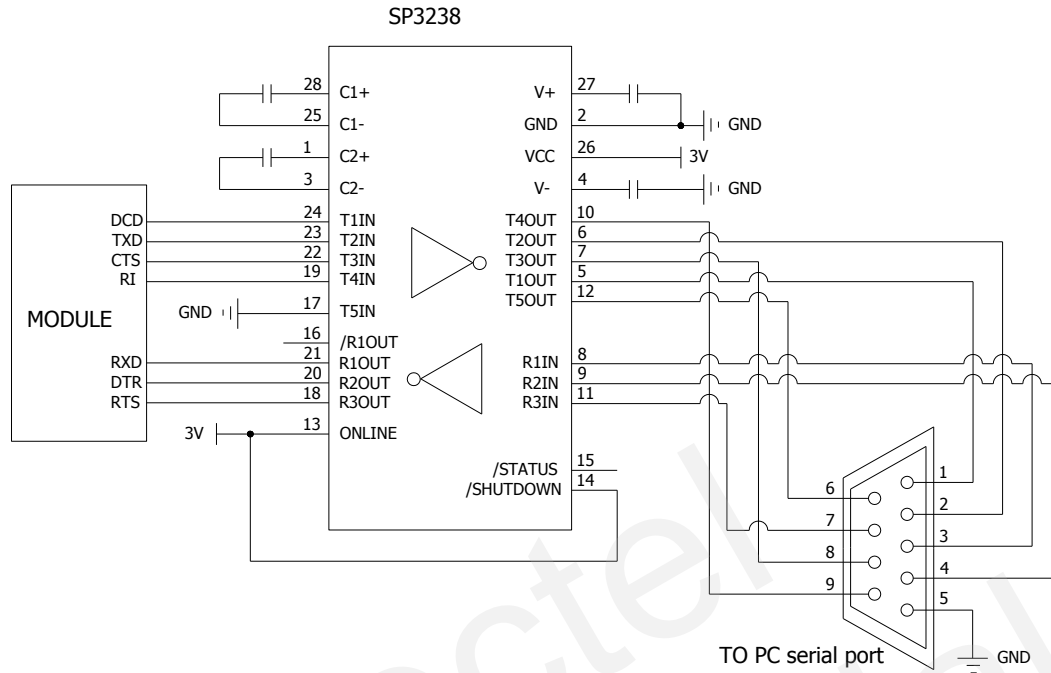 SP3238
28 C1+ V+ 27
25 C1- GND 2 GND
1 C2+ VCC 26 3V
3 C2- V- 4 GND
DCD 24 T1IN T4OUT 10
TXD 23 T2IN T2OUT 6
CTS 22 T3IN T3OUT 7
RI 19 T4IN T1OUT 5
GND 17 T5IN T5OUT 12
MODULE
16 /R1OUT
RXD 21 R1OUT R1IN 8
DTR 20 R2OUT R2IN 9
RTS 18 R3OUT R3IN 11
3V 13 ONLINE
/STATUS 15
/SHUTDOWN 14
6 1
7 2
8 3
9 4
5
TO PC serial port GND